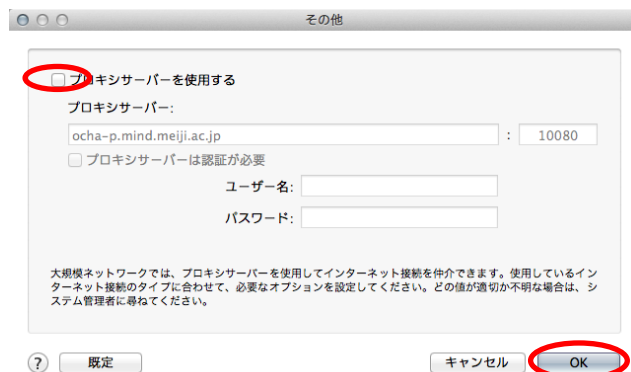 その他
プロキシサーバーを使用する
プロキシサーバー:
ocha-p.mind.meiji.ac.jp : 10080
プロキシサーバーは認証が必要
ユーザー名:
パスワード:
大規模ネットワークでは、プロキシサーバーを使用してインターネット接続を仲介できます。使用しているイン
ターネット接続のタイプに合わせて、必要なオプションを設定してください。どの値が適切か不明な場合は、シ
ステム管理者に尋ねてください。
? 既定 キャンセル OK